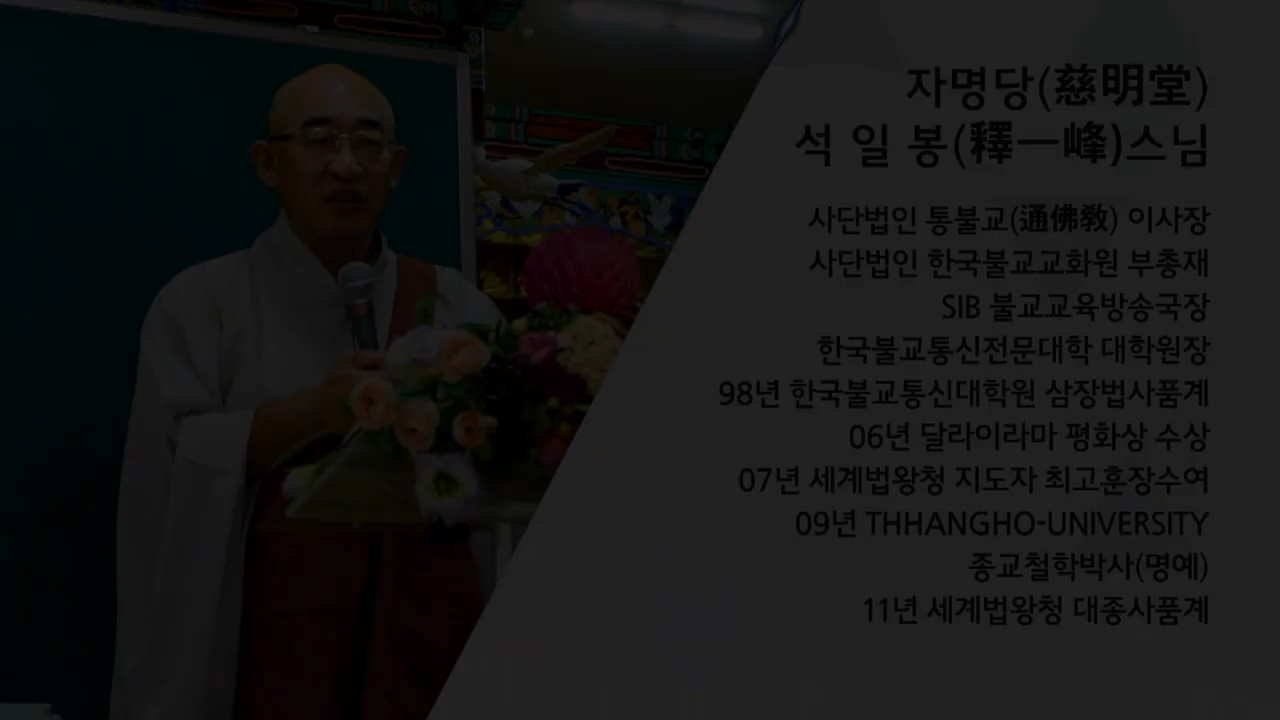 자명당(慈明堂)
석 일 봉(釋一峰)스님
사단법인 통불교(通佛敎) 이사장
사단법인 한국불교교화원 부총재
SIB 불교교육방송국장
한국불교통신전문대학 대학원장
98년 한국불교통신대학원 삼장법사품계
06년 달라이라마 평화상 수상
07년 세계법왕청 지도자 최고훈장수여
09년 THHANGHO-UNIVERSITY
종교철학박사(명예)
11년 세계법왕청 대종사품계